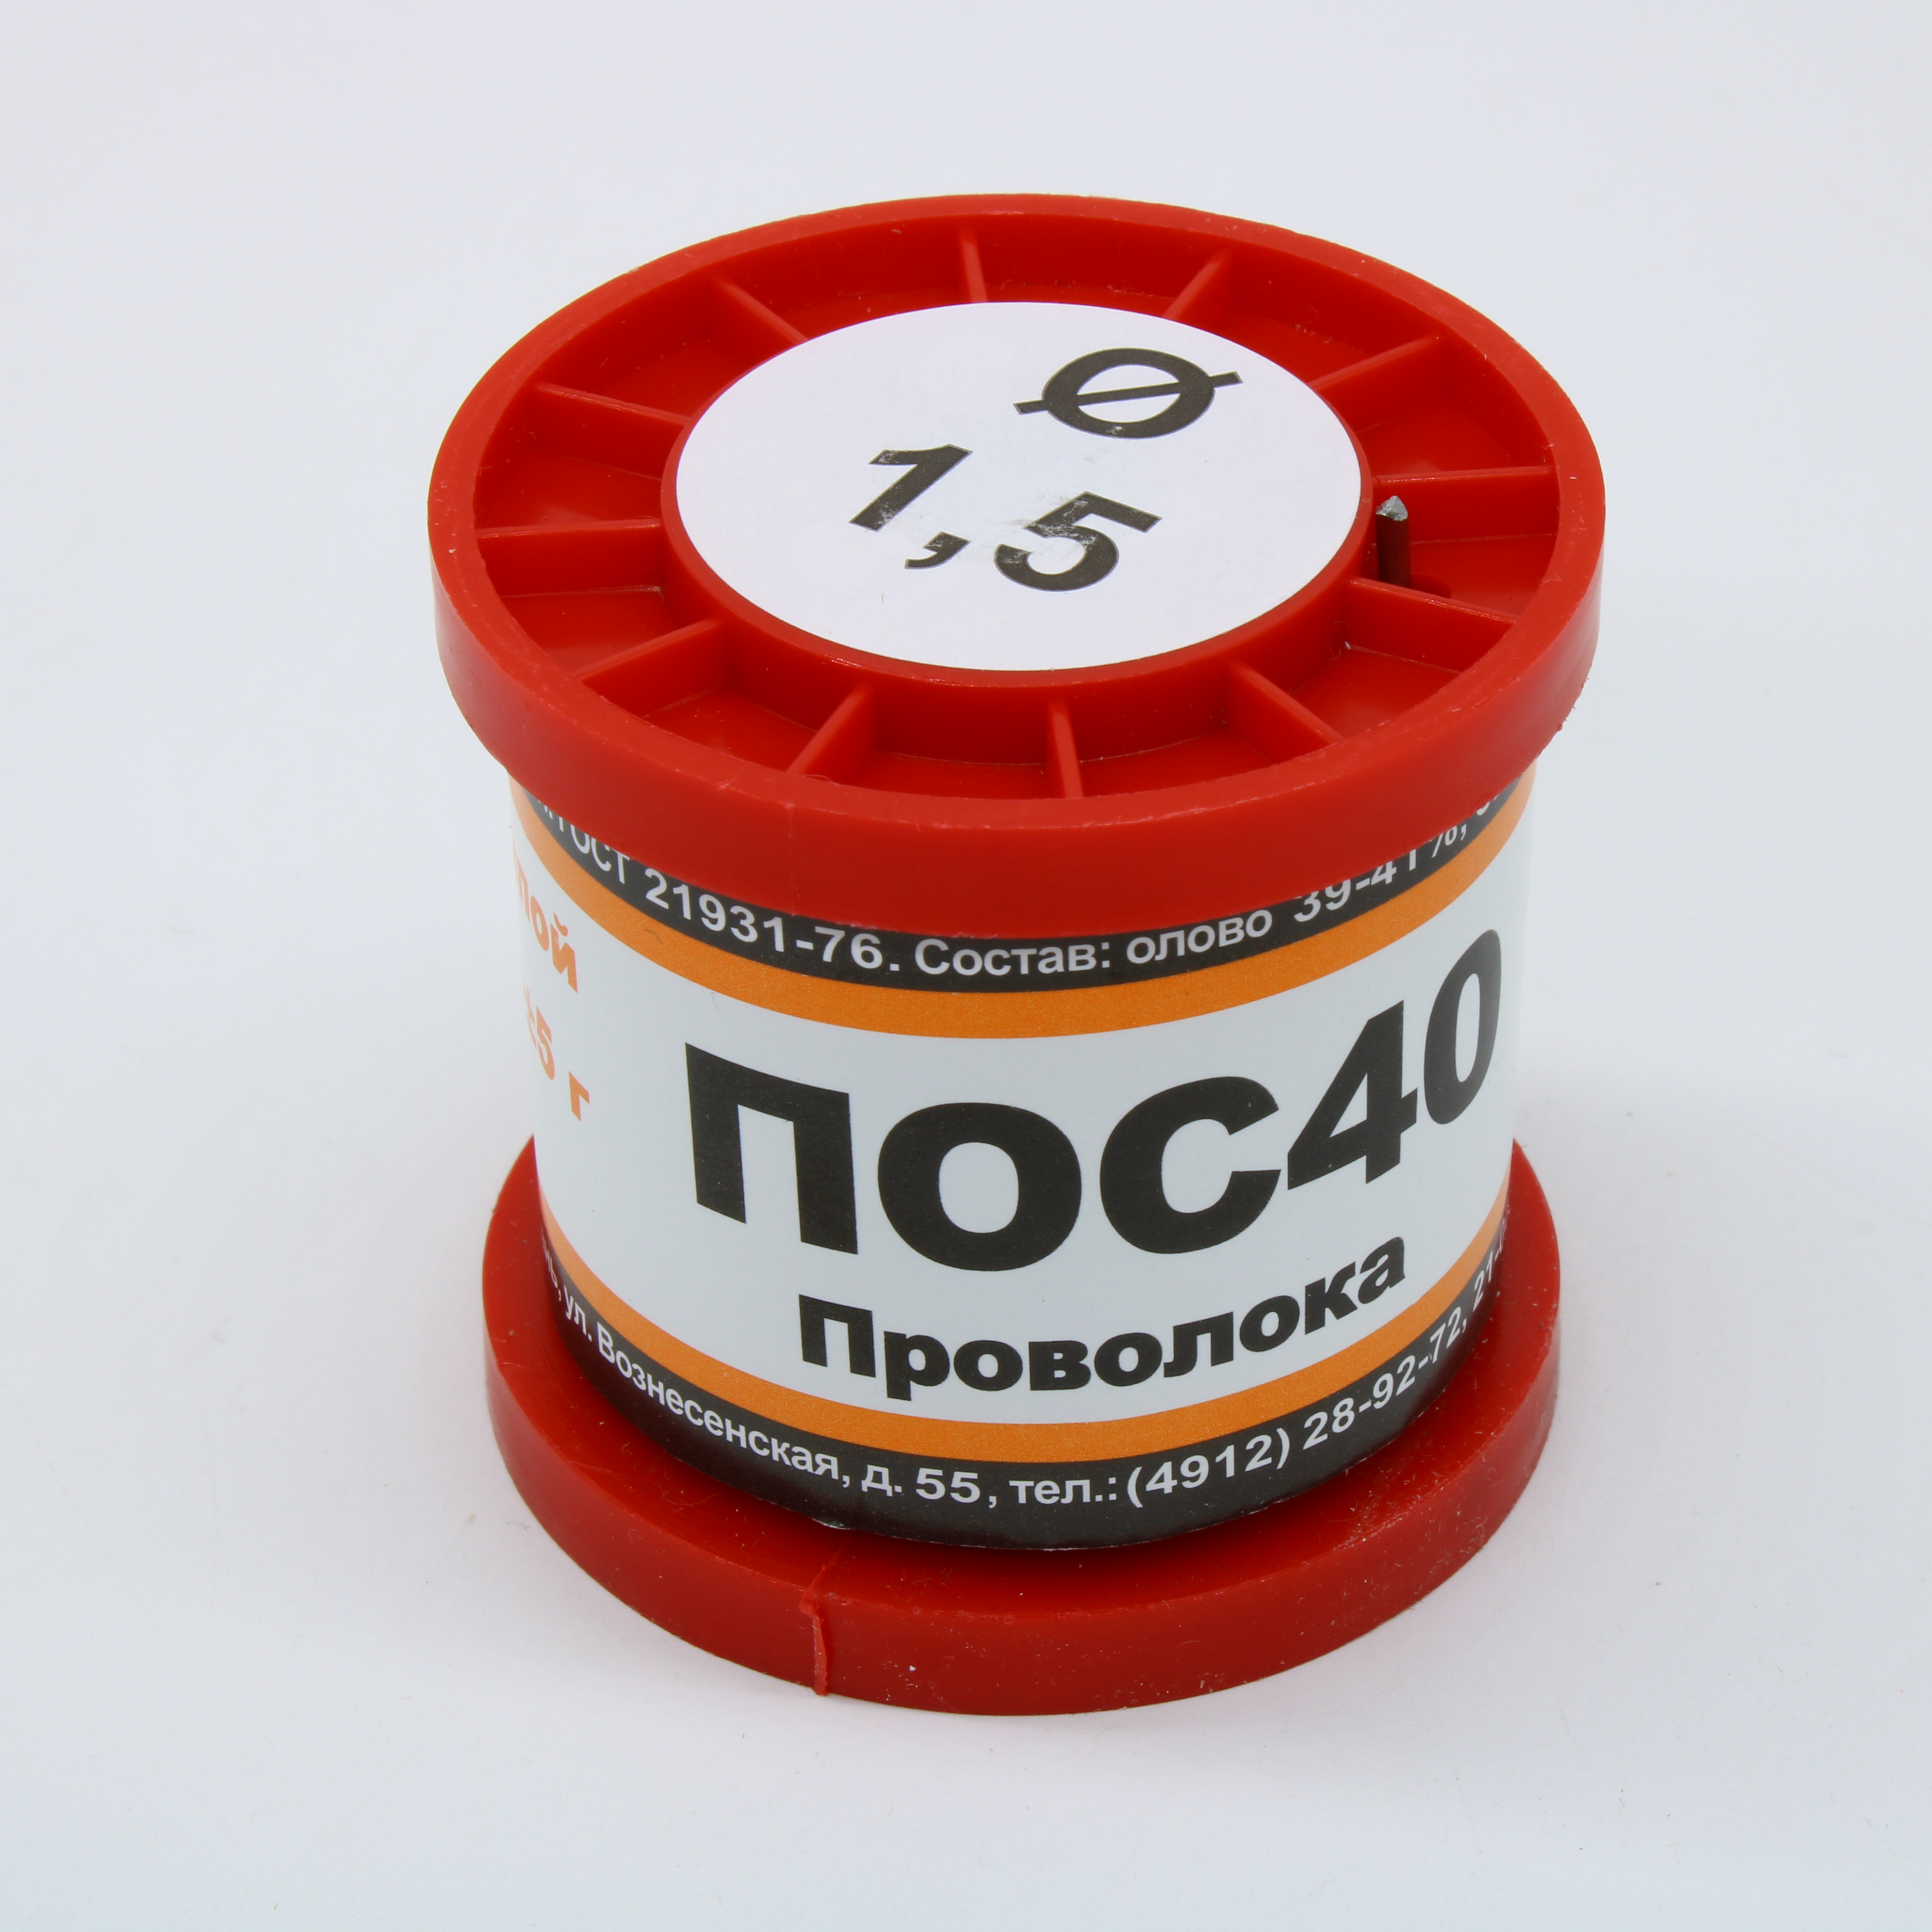 Ø
1,5
ГОСТ 21931-76. Состав: олово 39-41%,
ПОС40
Проволока
ул. Вознесенская, д. 55, тел.: (4912) 28-92-72,
г